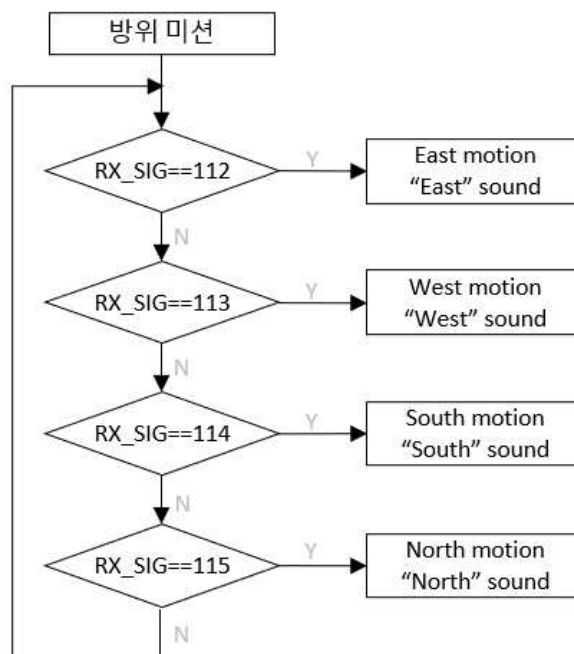 방위 미션
RX_SIG==112
Y
East motion
“East” sound
N
RX_SIG==113
Y
West motion
“West” sound
N
RX_SIG==114
Y
South motion
“South” sound
N
RX_SIG==115
Y
North motion
“North” sound
N